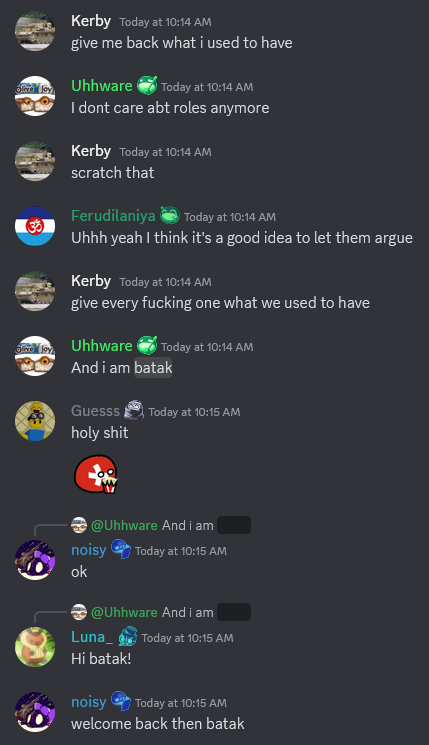 Kerby Today at 10:14 AM
give me back what i used to have
Uhhware Today at 10:14 AM
I dont care abt roles anymore
Kerby Today at 10:14 AM
scratch that
Ferudilaniya Today at 10:14 AM
Uhhh yeah I think it's a good idea to let them argue
Kerby Today at 10:14 AM
give every fucking one what we used to have
Uhhware Today at 10:14 AM
And i am batak
Guesss Today at 10:15 AM
holy shit
@Uhhware And i am
noisy Today at 10:15 AM
ok
@Uhhware And i am
Luna_ Today at 10:15 AM
Hi batak!
noisy Today at 10:15 AM
welcome back then batak